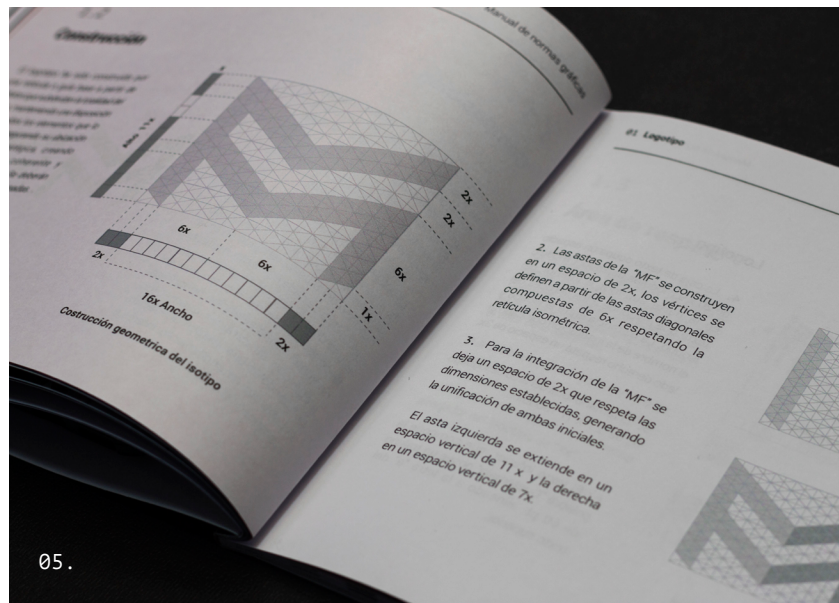 Construcción
Alto 11x
6x
6x
2x
16x Ancho
2x
2x
2x
6x
1x
Costrucción geometrica del isotipo
Manual de normas gráficas
01 Logotipo
2. Las astas de la "MF" se construyen
en un espacio de 2x, los vértices se
definen a partir de las astas diagonales
compuestas de 6x respetando la
retícula isométrica.
3. Para la integración de la "MF" se
deja un espacio de 2x que respeta las
dimensiones establecidas, generando
la unificación de ambas iniciales.
El asta izquierda se extiende en un
espacio vertical de 11 x y la derecha
en un espacio vertical de 7x.
05.